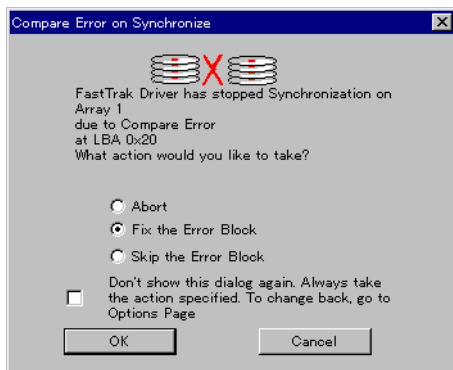 Compare Error on Synchronize
FastTrak Driver has stopped Synchronization on
Array 1
due to Compare Error
at LBA 0x20
What action would you like to take?
Abort
Fix the Error Block
Skip the Error Block
Don't show this dialog again. Always take
the action specified. To change back, go to
Options Page
OK
Cancel